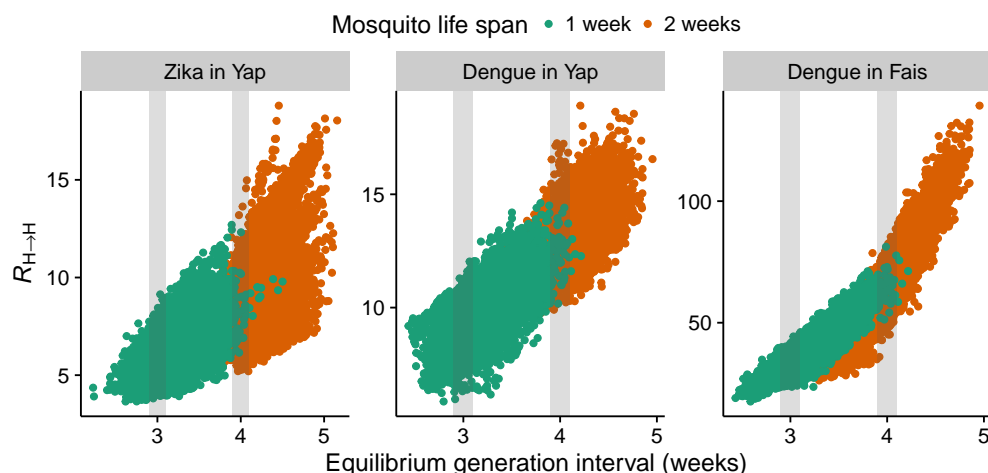 Mosquito life span 1 week 2 weeks
Zika in Yap Dengue in Yap Dengue in Fais
R H→H
15
10
5
15
10
100
50
3 4 5 3 4 5 3 4 5
Equilibrium generation interval (weeks)